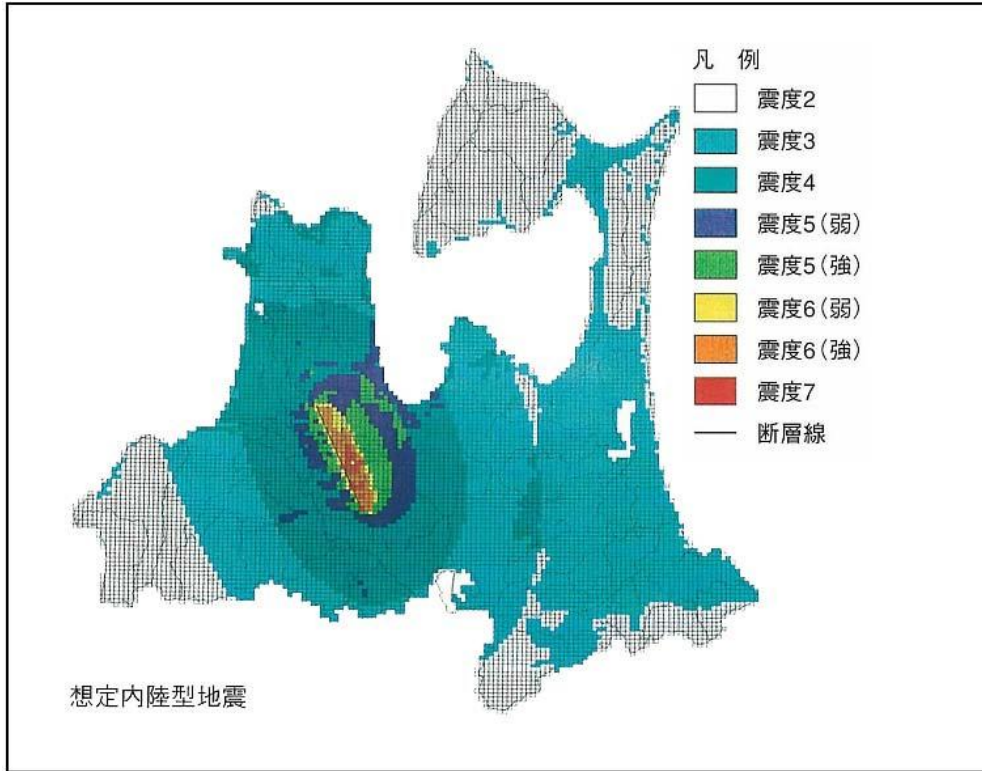 凡 例
震度2
震度3
震度4
震度5(弱)
震度5(強)
震度6(弱)
震度6(強)
震度7
断層線
想定内陸型地震